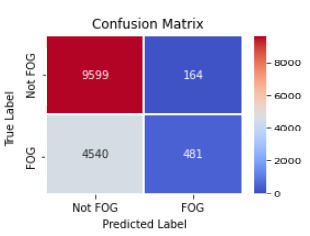 Confusion Matrix
Not FOG
9599
164
FOG
4540
481
True Label
Not FOG
FOG
Predicted Label
8000
6000
4000
2000
0